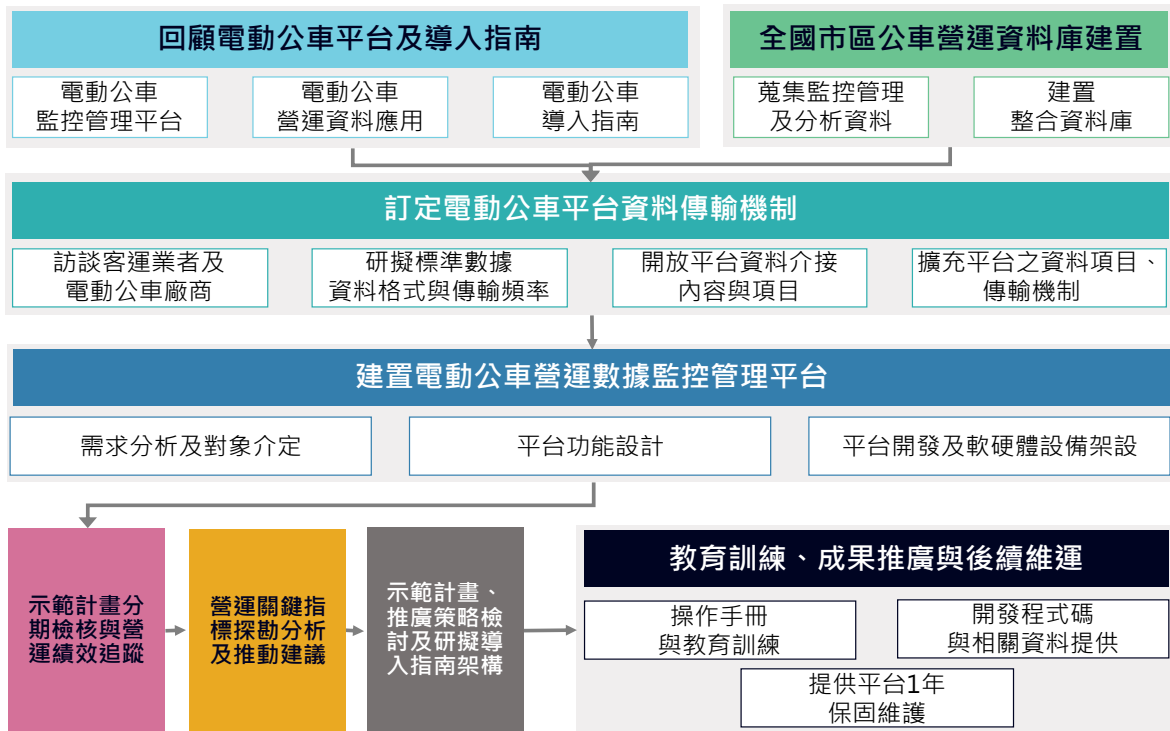 回顧電動公車平台及導入指南
電動公車
監控管理平台
電動公車
營運資料應用
電動公車
導入指南
全國市區公車營運資料庫建置
蒐集監控管理
及分析資料
建置
整合資料庫
訂定電動公車平台資料傳輸機制
訪談客運業者及
電動公車廠商
研擬標準數據
資料格式與傳輸頻率
開放平台資料介接
內容與項目
擴充平台之資料項目、
傳輸機制
建置電動公車營運數據監控管理平台
需求分析及對象介定
平台功能設計
平台開發及軟硬體設備架設
示範計畫分
期檢核與營
運績效追蹤
營運關鍵指
標探勘分析
及推動建議
示範計畫、
推廣策略檢
討及研擬導
入指南架構
教育訓練、成果推廣與後續維運
操作手冊
與教育訓練
開發程式碼
與相關資料提供
提供平台1年
保固維護